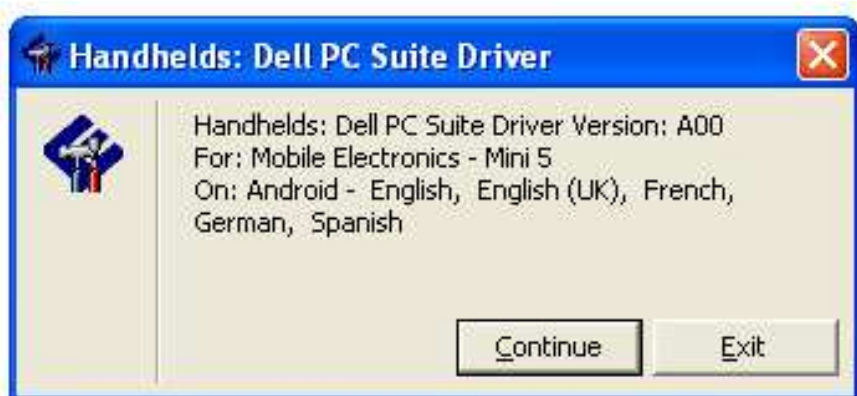 Handhelds: Dell PC Suite Driver
Handhelds: Dell PC Suite Driver Version: A00
For: Mobile Electronics - Mini 5
On: Android -  English,  English (UK),  French,
German,  Spanish
Continue
Exit